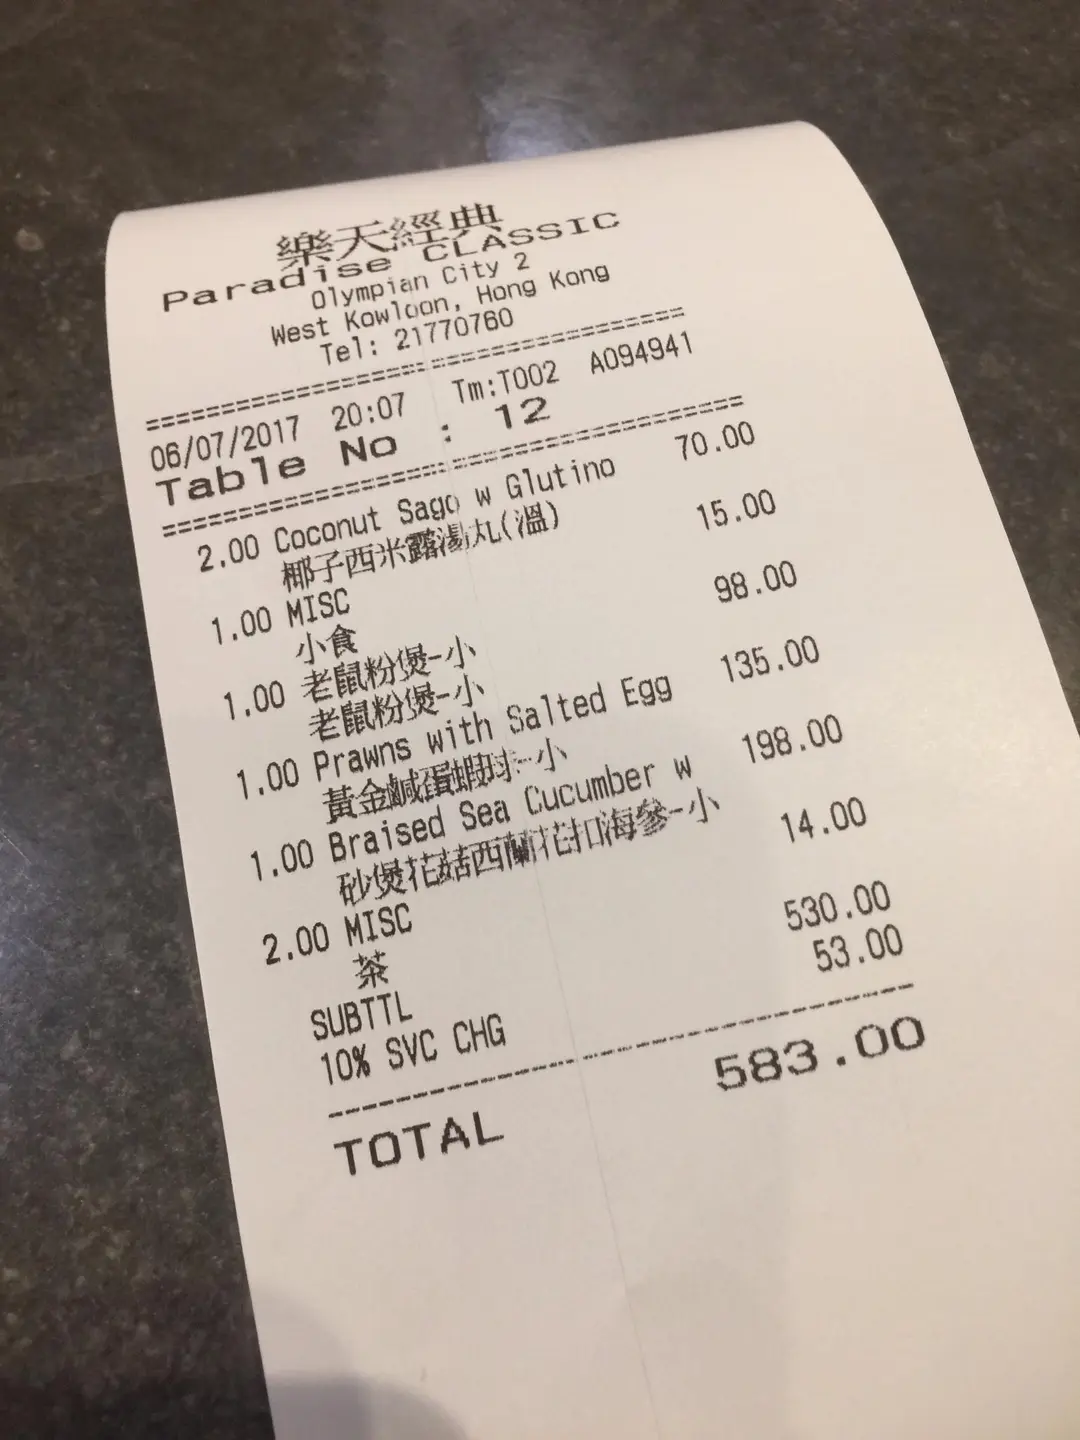 樂天經典
Paradise CLASSIC
Olympian City 2
West Kowloon, Hong Kong
Tel: 21770760
06/07/2017 20:07 Tm:T002 A094941
Table No : 12
2.00 Coconut Sago w Glutino 70.00
椰子西米露湯丸(溫)
1.00 MISC 15.00
小食
1.00 老鼠粉煲-小 98.00
老鼠粉煲-小
1.00 Prawns with Salted Egg 135.00
黃金鹹蛋蝦球-小
1.00 Braised Sea Cucumber w 198.00
砂煲花菇西蘭花扣海參-小
2.00 MISC 14.00
茶
SUBTTL 530.00
10% SVC CHG 53.00
TOTAL 583.00